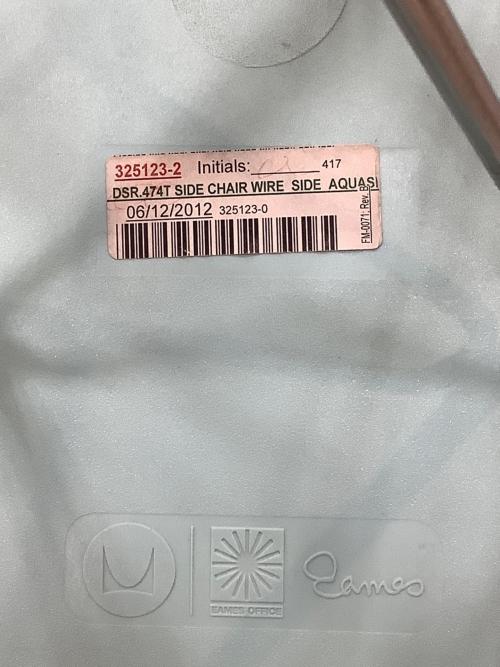 325123-2 Initials: 417
DSR.474T SIDE CHAIR WIRE SIDE AQUASI
06/12/2012 325123-0
FM-0071; Rev. B
EAMES OFFICE
Eames